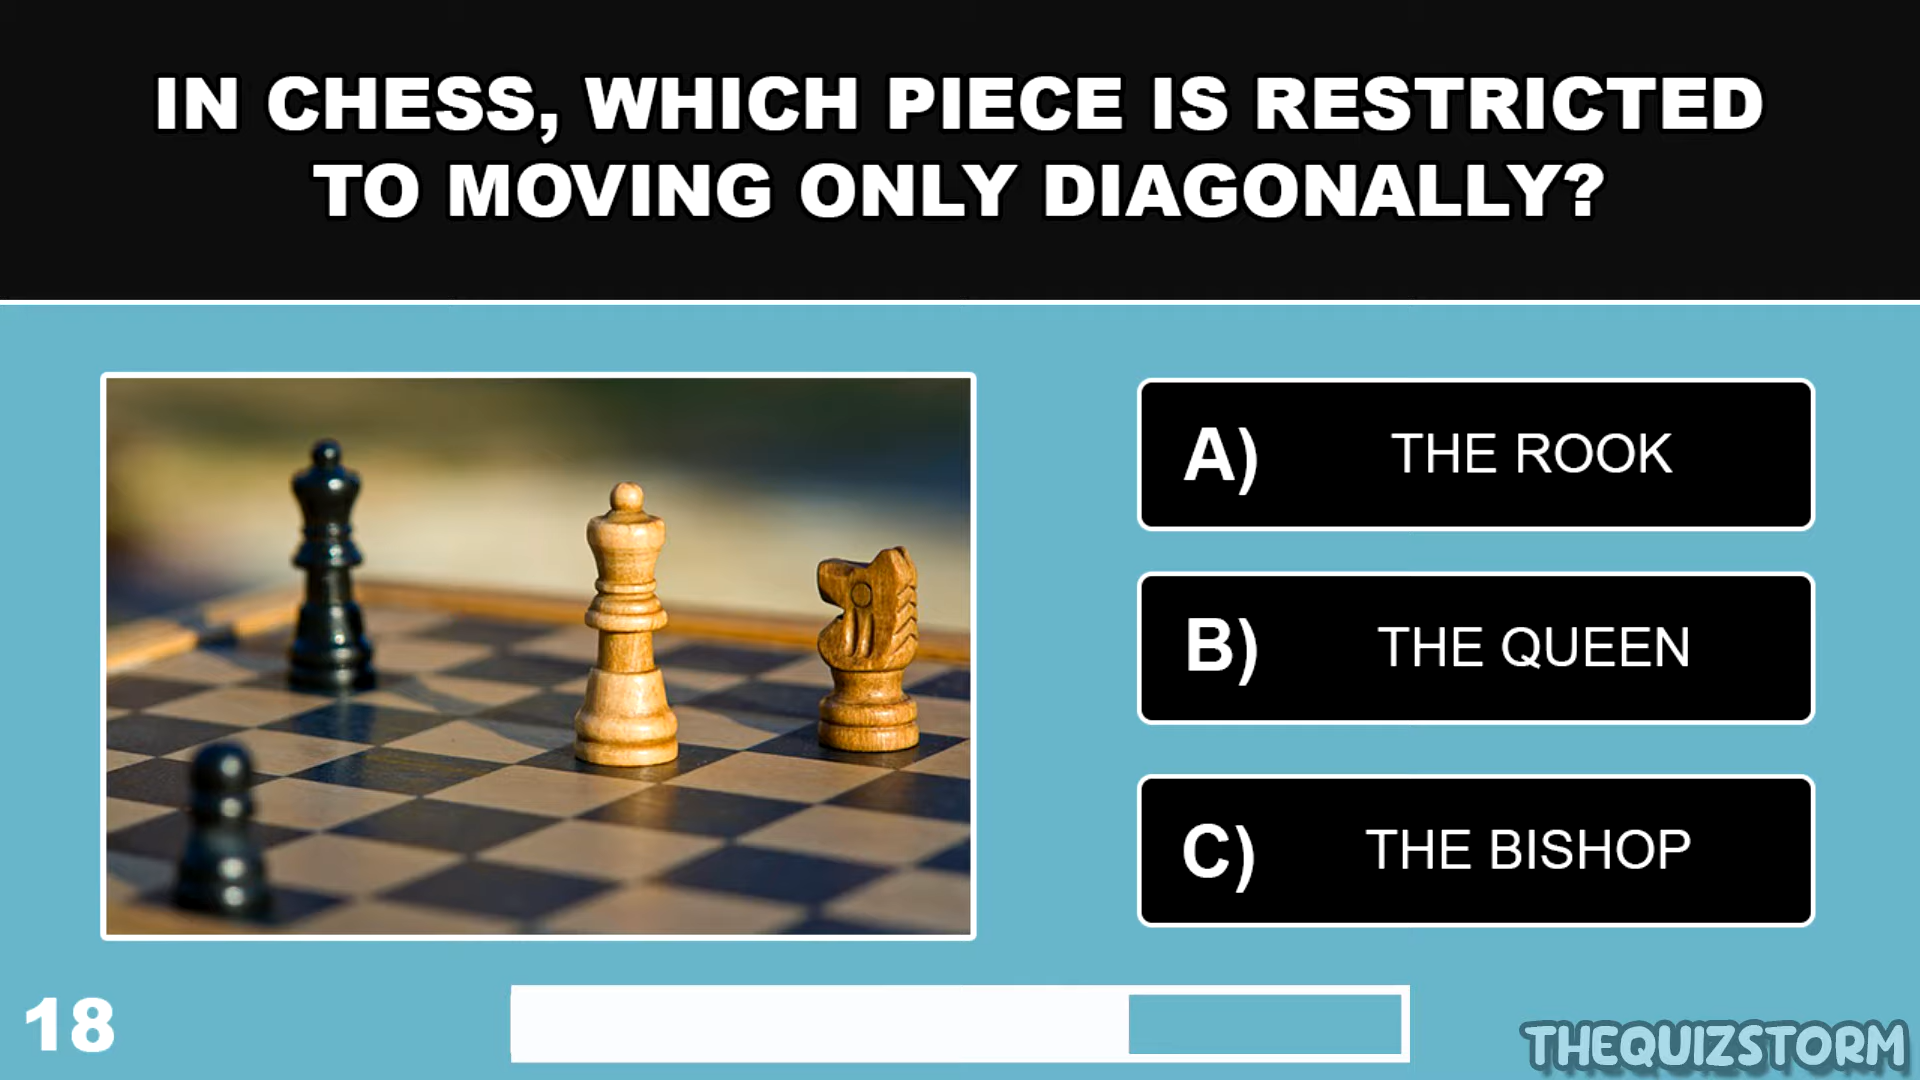 IN CHESS, WHICH PIECE IS RESTRICTED
TO MOVING ONLY DIAGONALLY?
A) THE ROOK
B) THE QUEEN
C) THE BISHOP
18
THEQUIZSTORM